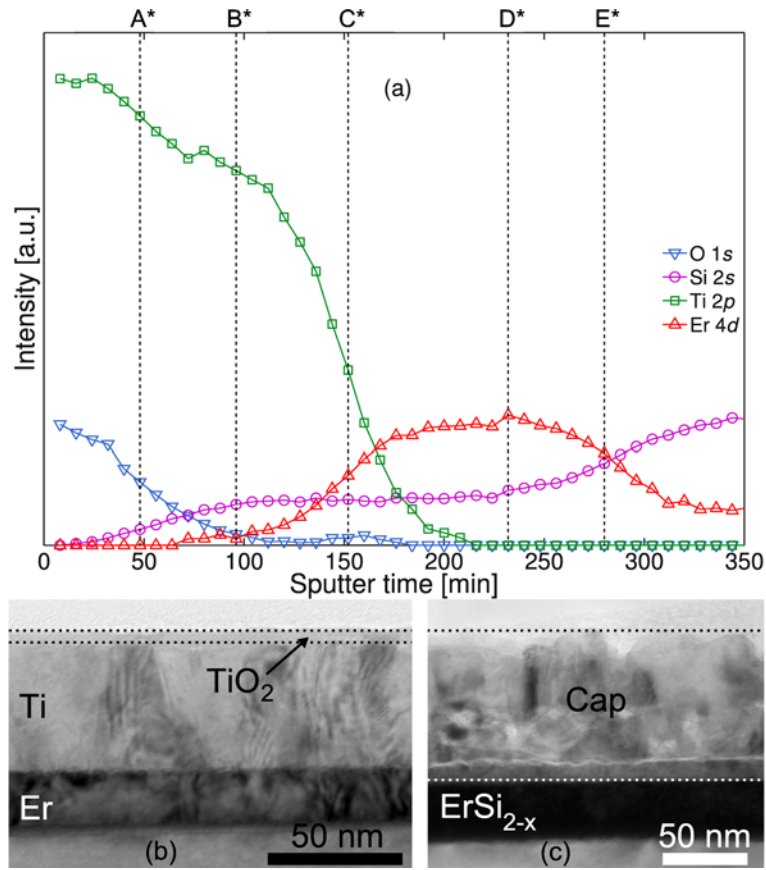 A* B* C* D* E*
(a)
Intensity [a.u.]
O 1s
Si 2s
Ti 2p
Er 4d
0 50 100 150 200 250 300 350
Sputter time [min]
TiO2
Ti
Er
(b)
50 nm
Cap
ErSi2-x
(c)
50 nm